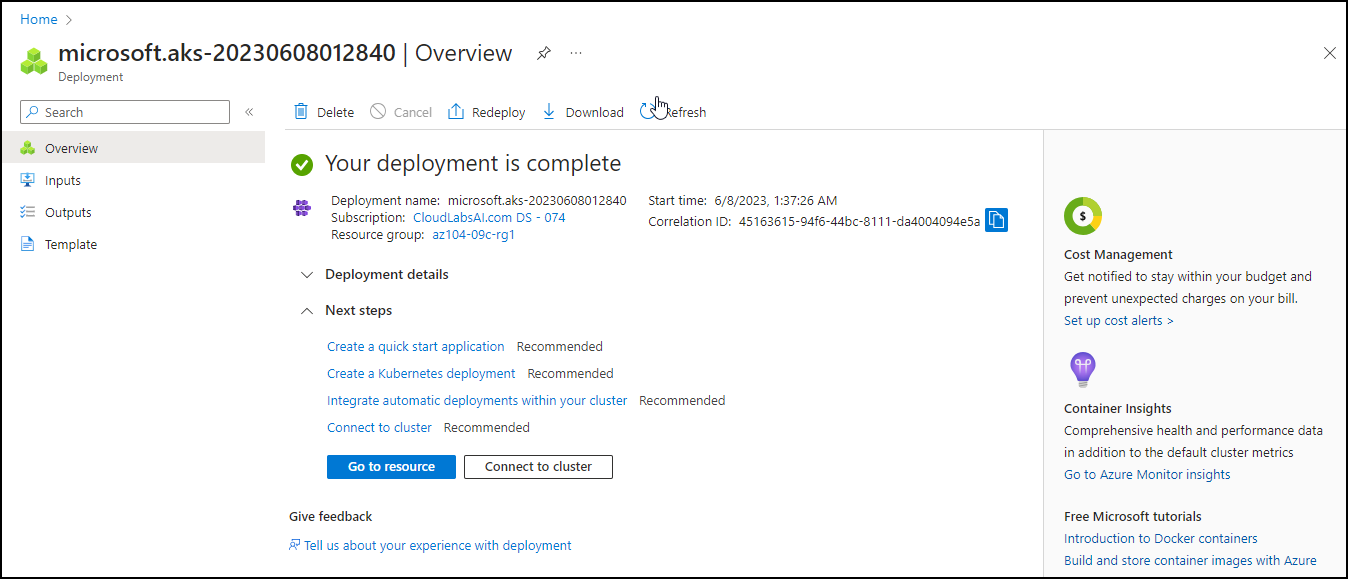 Home
microsoft.aks-20230608012840 | Overview
Deployment
Search
Overview
Inputs
Outputs
Template
Delete
Cancel
Redeploy
Download
Refresh
Your deployment is complete
Deployment name: microsoft.aks-20230608012840
Subscription: CloudLabsAI.com DS - 074
Resource group: az104-09c-rg1
Start time: 6/8/2023, 1:37:26 AM
Correlation ID: 45163615-94f6-44bc-8111-da4004094e5a
Deployment details
Next steps
Create a quick start application Recommended
Create a Kubernetes deployment Recommended
Integrate automatic deployments within your cluster Recommended
Connect to cluster Recommended
Go to resource
Connect to cluster
Give feedback
Tell us about your experience with deployment
$
Cost Management
Get notified to stay within your budget and
prevent unexpected charges on your bill.
Set up cost alerts >
Container Insights
Comprehensive health and performance data
in addition to the default cluster metrics
Go to Azure Monitor insights
Free Microsoft tutorials
Introduction to Docker containers
Build and store container images with Azure